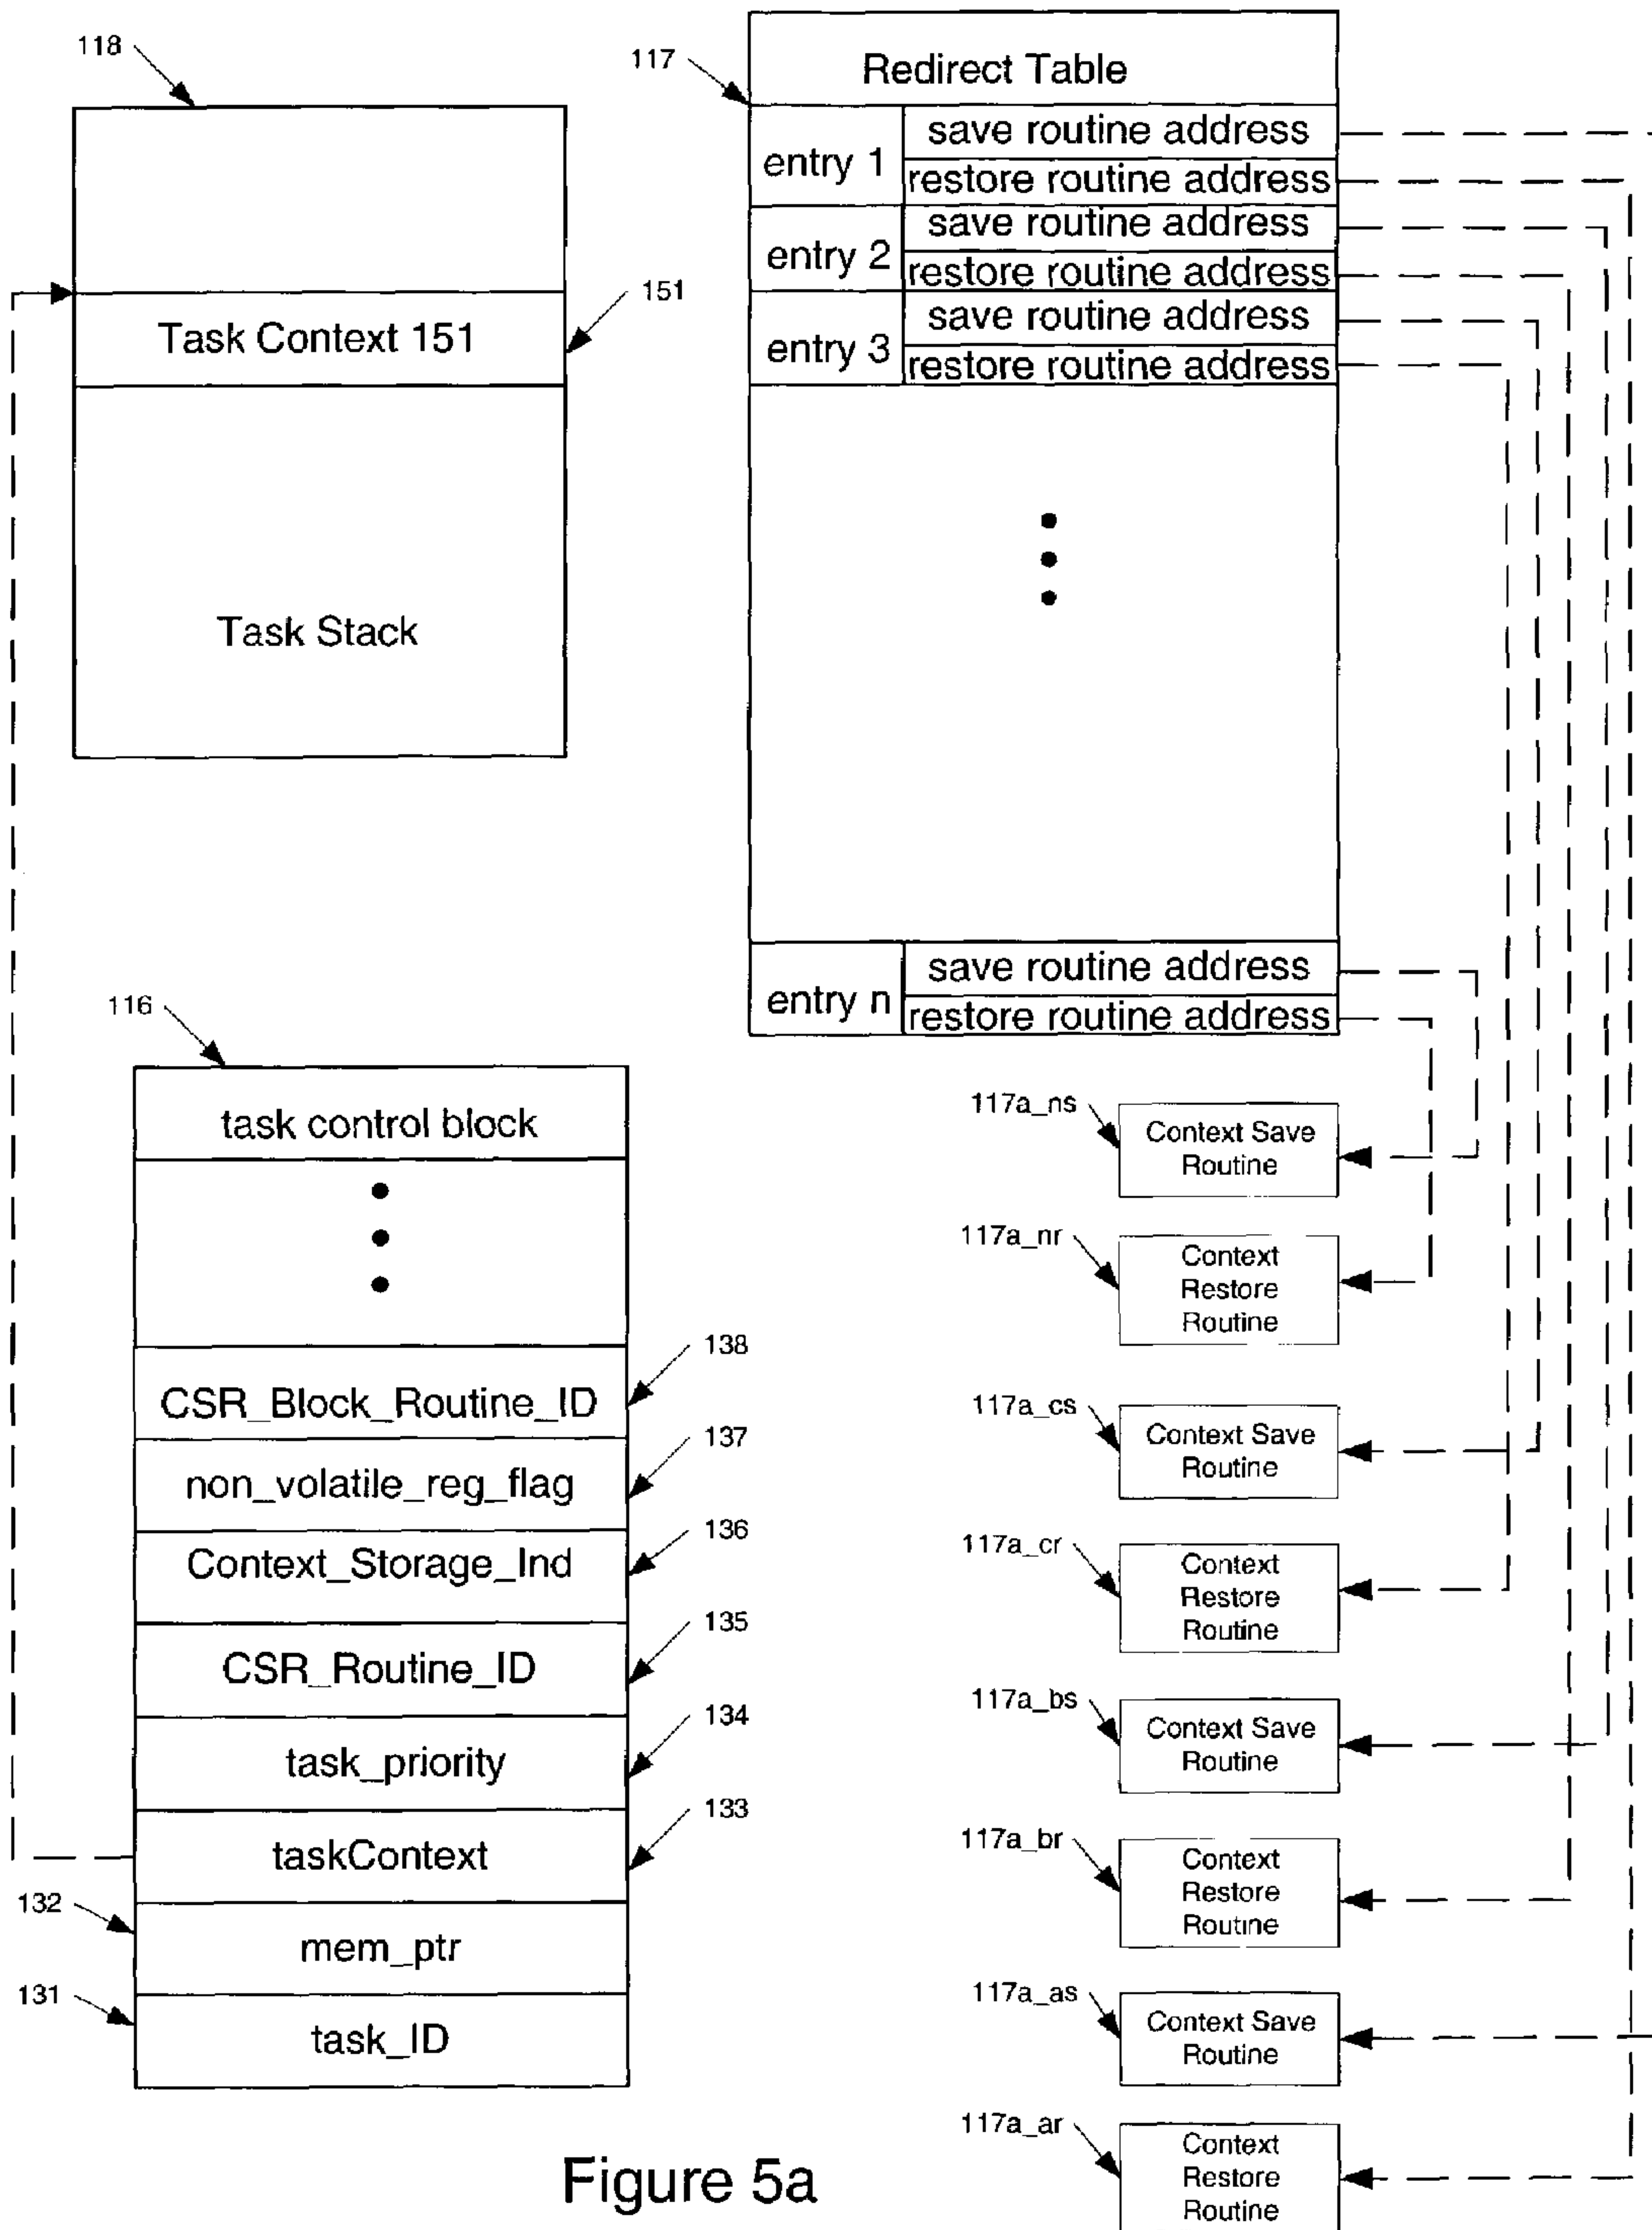 118
Task Context 151
151
Task Stack
117
Redirect Table
entry 1
save routine address
restore routine address
entry 2
save routine address
restore routine address
entry 3
save routine address
restore routine address
entry n
save routine address
restore routine address
116
task control block
CSR_Block_Routine_ID
138
non_volatile_reg_flag
137
Context_Storage_Ind
136
CSR_Routine_ID
135
task_priority
134
taskContext
133
132
mem_ptr
131
task_ID
117a_ns
Context Save
Routine
117a_nr
Context
Restore
Routine
117a_cs
Context Save
Routine
117a_cr
Context
Restore
Routine
117a_bs
Context Save
Routine
117a_br
Context
Restore
Routine
117a_as
Context Save
Routine
117a_ar
Context
Restore
Routine
Figure 5a